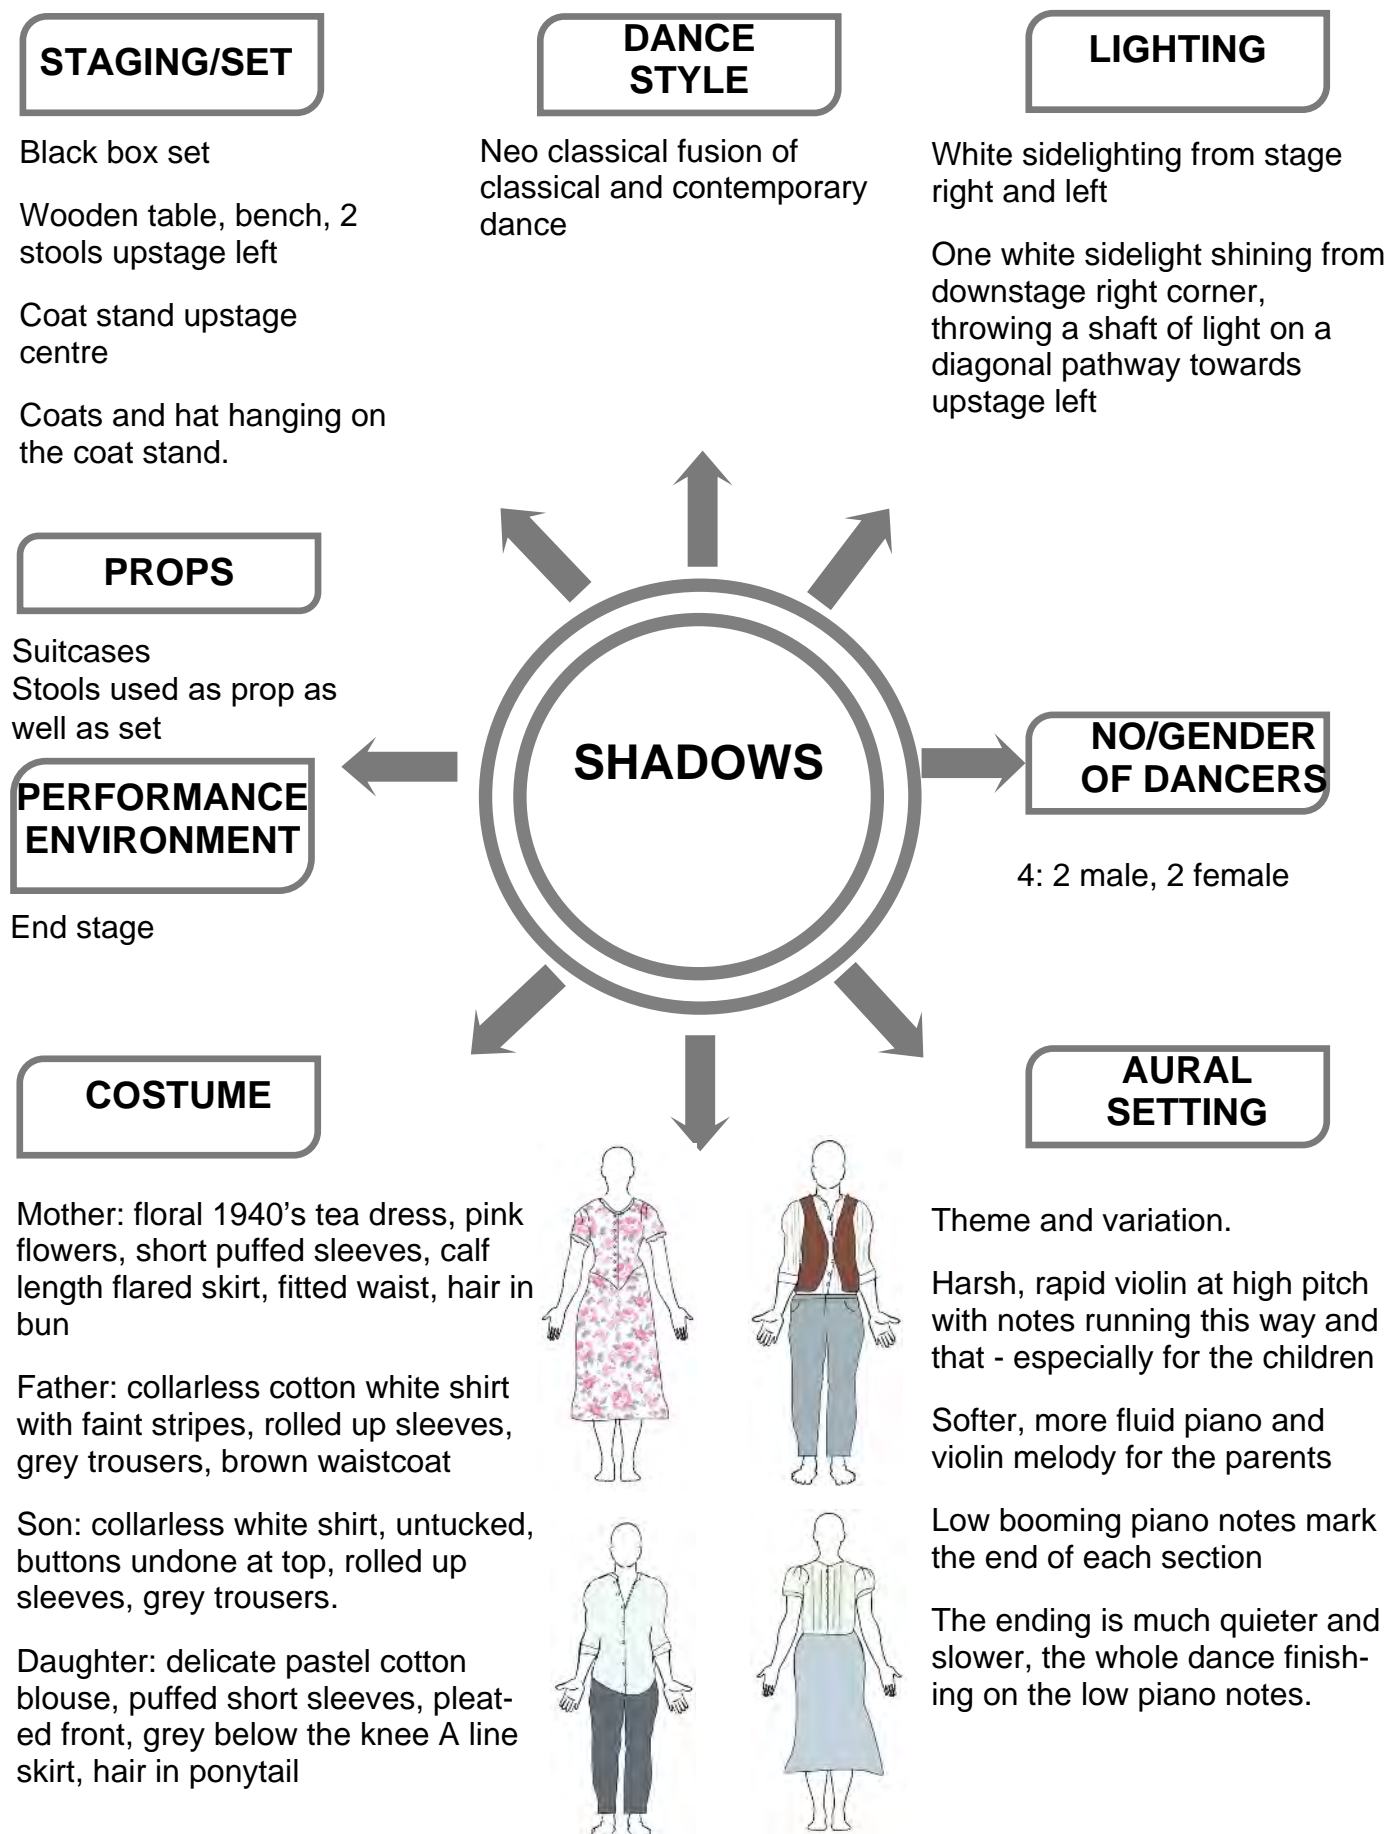 STAGING/SET
Black box set
Wooden table, bench, 2
stools upstage left
Coat stand upstage
centre
Coats and hat hanging on
the coat stand.
DANCE
STYLE
Neo classical fusion of
classical and contemporary
dance
LIGHTING
White sidelighting from stage
right and left
One white sidelight shining from
downstage right corner,
throwing a shaft of light on a
diagonal pathway towards
upstage left
PROPS
Suitcases
Stools used as prop as
well as set
PERFORMANCE
ENVIRONMENT
End stage
SHADOWS
NO/GENDER
OF DANCERS
4: 2 male, 2 female
COSTUME
Mother: floral 1940's tea dress, pink
flowers, short puffed sleeves, calf
length flared skirt, fitted waist, hair in
bun
Father: collarless cotton white shirt
with faint stripes, rolled up sleeves,
grey trousers, brown waistcoat
Son: collarless white shirt, untucked,
buttons undone at top, rolled up
sleeves, grey trousers.
Daughter: delicate pastel cotton
blouse, puffed short sleeves, pleat-
ed front, grey below the knee A line
skirt, hair in ponytail
AURAL
SETTING
Theme and variation.
Harsh, rapid violin at high pitch
with notes running this way and
that - especially for the children
Softer, more fluid piano and
violin melody for the parents
Low booming piano notes mark
the end of each section
The ending is much quieter and
slower, the whole dance finish-
ing on the low piano notes.